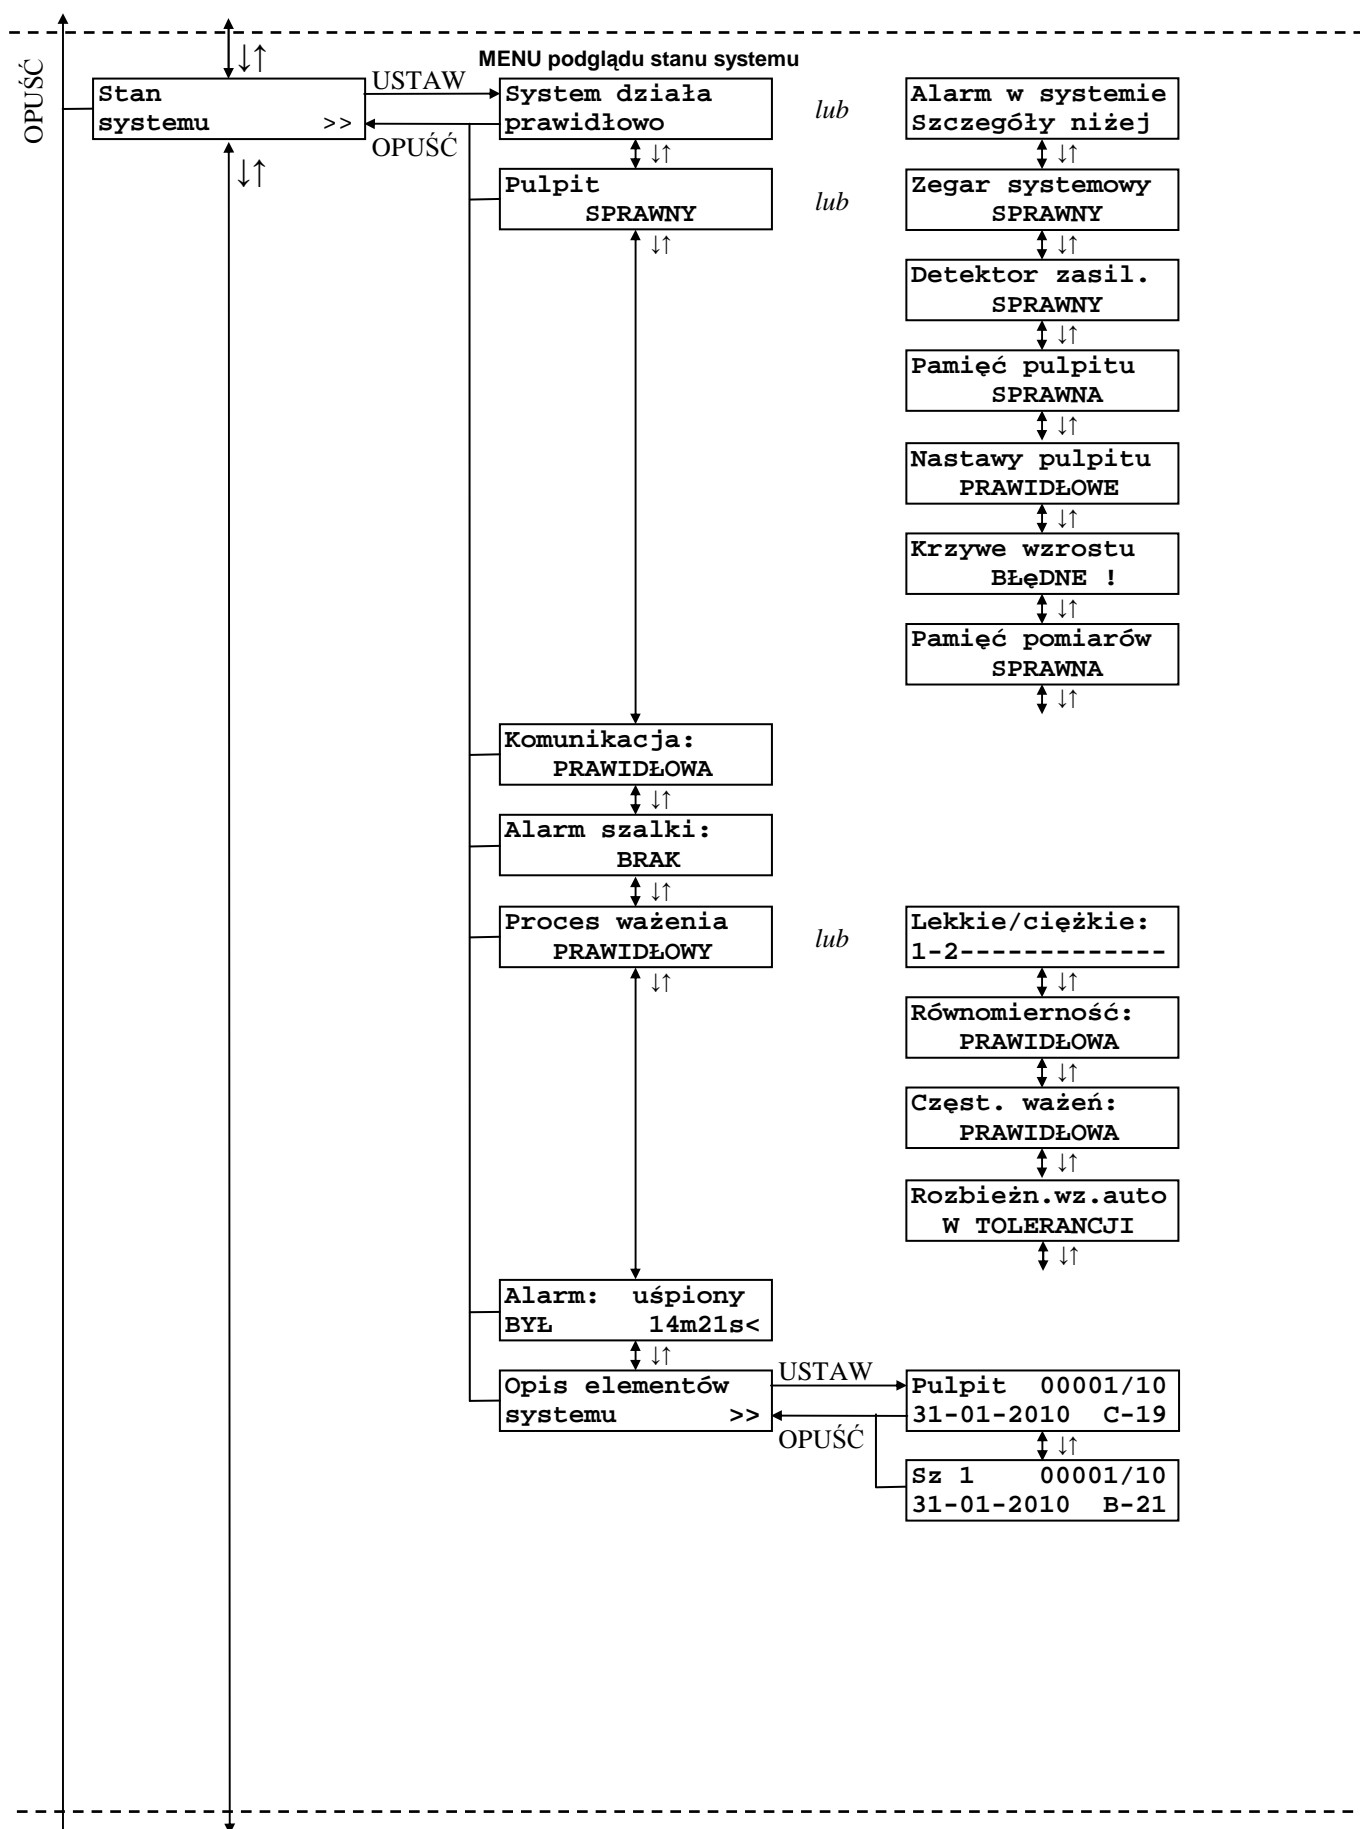 OPUŚĆ
↓↑
MENU podglądu stanu systemu
Stan
systemu >>
USTAW
OPUŚĆ
↓↑
System działa
prawidłowo
lub
Alarm w systemie
Szczegóły niżej
↓↑
↓↑
Pulpit
SPRAWNY
lub
Zegar systemowy
SPRAWNY
↓↑
↓↑
Detektor zasil.
SPRAWNY
↓↑
Pamięć pulpitu
SPRAWNA
↓↑
Nastawy pulpitu
PRAWIDŁOWE
↓↑
Krzywe wzrostu
BŁęDNE !
↓↑
Pamięć pomiarów
SPRAWNA
↓↑
Komunikacja:
PRAWIDŁOWA
↓↑
Alarm szalki:
BRAK
↓↑
Proces ważenia
PRAWIDŁOWY
↓↑
lub
Lekkie/ciężkie:
1-2-------------
↓↑
Równomierność:
PRAWIDŁOWA
↓↑
Częst. ważeń:
PRAWIDŁOWA
↓↑
Rozbieżn.wz.auto
W TOLERANCJI
↓↑
Alarm: uśpiony
BYŁ 14m21s<
↓↑
Opis elementów
systemu >>
USTAW
OPUŚĆ
Pulpit 00001/10
31-01-2010 C-19
↓↑
Sz 1 00001/10
31-01-2010 B-21